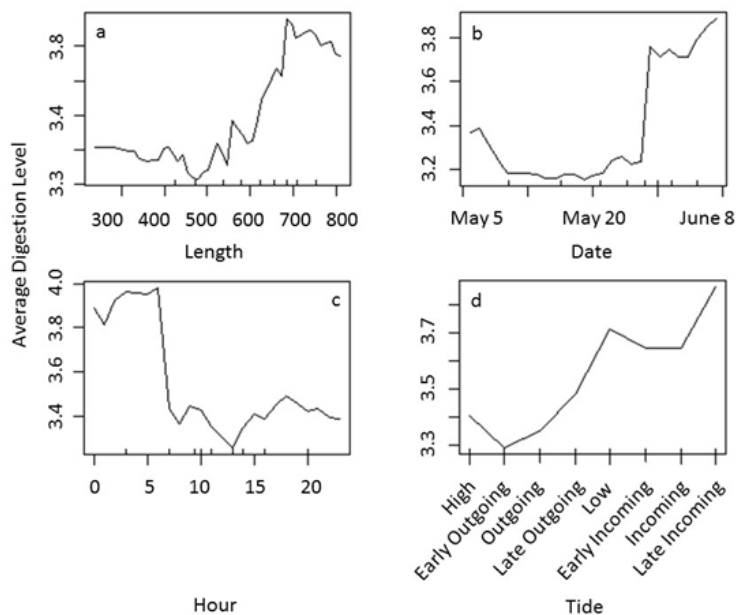 Average Digestion Level
a
3.8
3.4
3.3
300 400 500 600 700 800
Length
b
3.8
3.6
3.4
3.2
May 5 May 20 June 8
Date
c
4.0
3.8
3.6
3.4
0 5 10 15 20
Hour
d
3.7
3.5
3.3
High
Early Outgoing
Outgoing
Late Outgoing
Low
Early Incoming
Incoming
Late Incoming
Tide